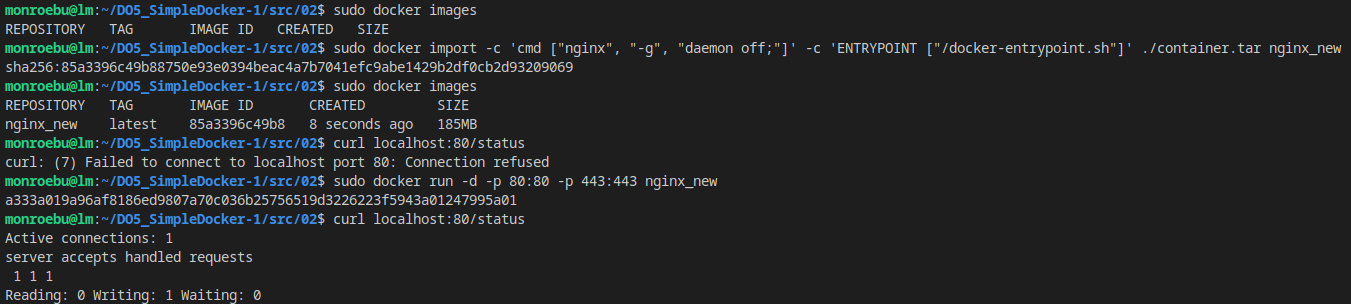 monroebu@lm:~/DO5_SimpleDocker-1/src/02$ sudo docker images
REPOSITORY   TAG       IMAGE ID   CREATED   SIZE
monroebu@lm:~/DO5_SimpleDocker-1/src/02$ sudo docker import -c 'cmd ["nginx", "-g", "daemon off;"]' -c 'ENTRYPOINT ["/docker-entrypoint.sh"]' ./container.tar nginx_new
sha256:85a3396c49b88750e93e0394beac4a7b7041efc9abe1429b2df0cb2d93209069
monroebu@lm:~/DO5_SimpleDocker-1/src/02$ sudo docker images
REPOSITORY   TAG       IMAGE ID       CREATED         SIZE
nginx_new    latest    85a3396c49b8   8 seconds ago   185MB
monroebu@lm:~/DO5_SimpleDocker-1/src/02$ curl localhost:80/status
curl: (7) Failed to connect to localhost port 80: Connection refused
monroebu@lm:~/DO5_SimpleDocker-1/src/02$ sudo docker run -d -p 80:80 -p 443:443 nginx_new
a333a019a96af8186ed9807a70c036b25756519d3226223f5943a01247995a01
monroebu@lm:~/DO5_SimpleDocker-1/src/02$ curl localhost:80/status
Active connections: 1
server accepts handled requests
 1 1 1
Reading: 0 Writing: 1 Waiting: 0